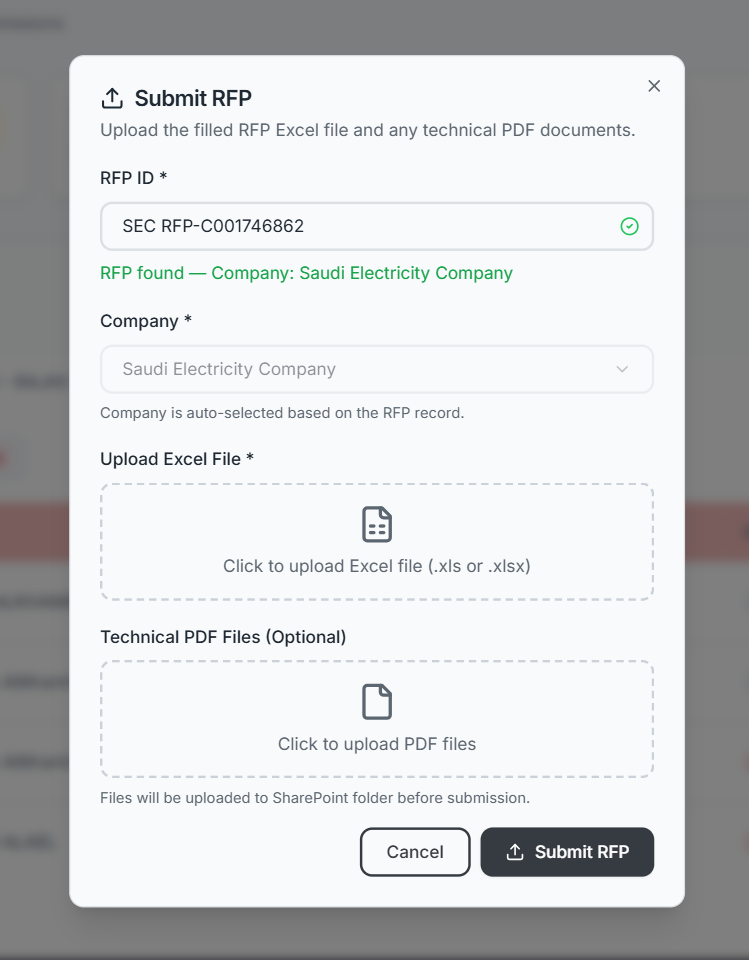 Submit RFP
Upload the filled RFP Excel file and any technical PDF documents.
RFP ID *
SEC RFP-C001746862
RFP found — Company: Saudi Electricity Company
Company *
Saudi Electricity Company
Company is auto-selected based on the RFP record.
Upload Excel File *
Click to upload Excel file (.xls or .xlsx)
Technical PDF Files (Optional)
Click to upload PDF files
Files will be uploaded to SharePoint folder before submission.
Cancel
Submit RFP